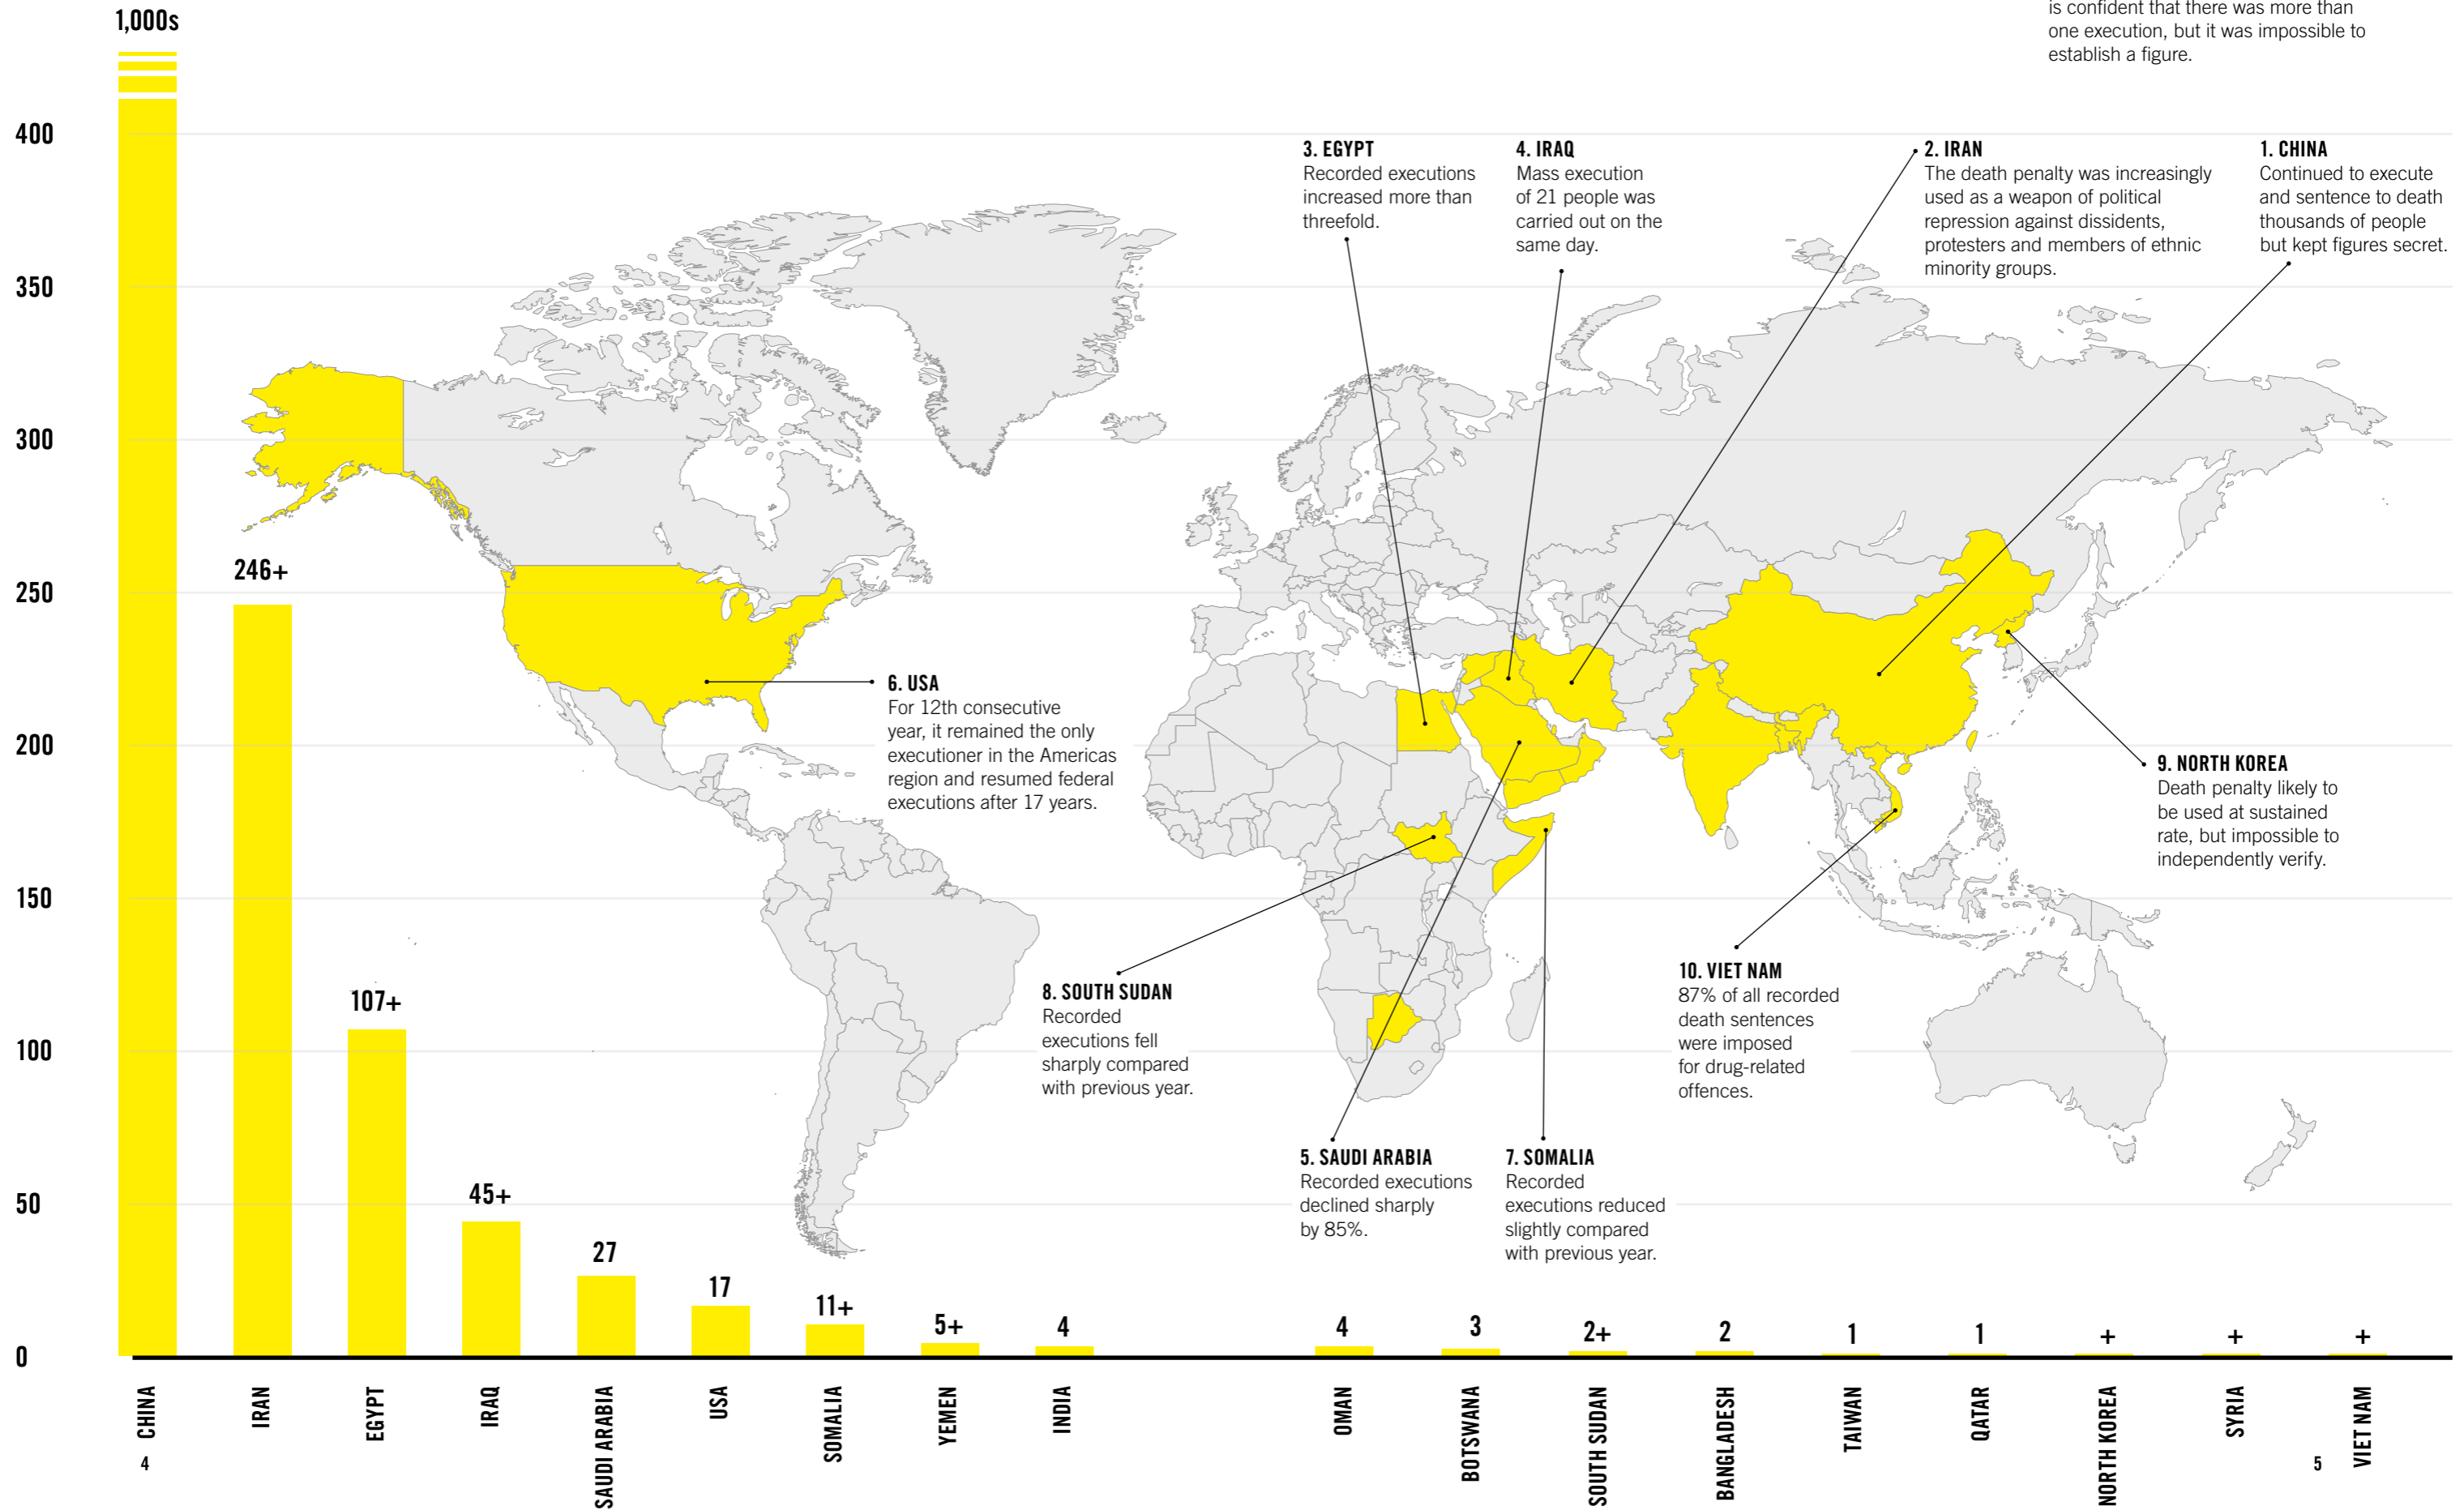 is confident that there was more than
one execution, but it was impossible to
establish a figure.
1,000s
400
350
300
250
200
150
100
50
0
3. EGYPT
Recorded executions
increased more than
threefold.
4. IRAQ
Mass execution
of 21 people was
carried out on the
same day.
2. IRAN
The death penalty was increasingly
used as a weapon of political
repression against dissidents,
protesters and members of ethnic
minority groups.
1. CHINA
Continued to execute
and sentence to death
thousands of people
but kept figures secret.
6. USA
For 12th consecutive
year, it remained the only
executioner in the Americas
region and resumed federal
executions after 17 years.
9. NORTH KOREA
Death penalty likely to
be used at sustained
rate, but impossible to
independently verify.
8. SOUTH SUDAN
Recorded
executions fell
sharply compared
with previous year.
10. VIET NAM
87% of all recorded
death sentences
were imposed
for drug-related
offences.
5. SAUDI ARABIA
Recorded executions
declined sharply
by 85%.
7. SOMALIA
Recorded
executions reduced
slightly compared
with previous year.
246+
107+
45+
27
17
11+
5+
4
4
3
2+
2
1
1
+
+
+
CHINA
IRAN
EGYPT
IRAQ
SAUDI ARABIA
USA
SOMALIA
YEMEN
INDIA
OMAN
BOTSWANA
SOUTH SUDAN
BANGLADESH
TAIWAN
QATAR
NORTH KOREA
SYRIA
VIET NAM
4
5